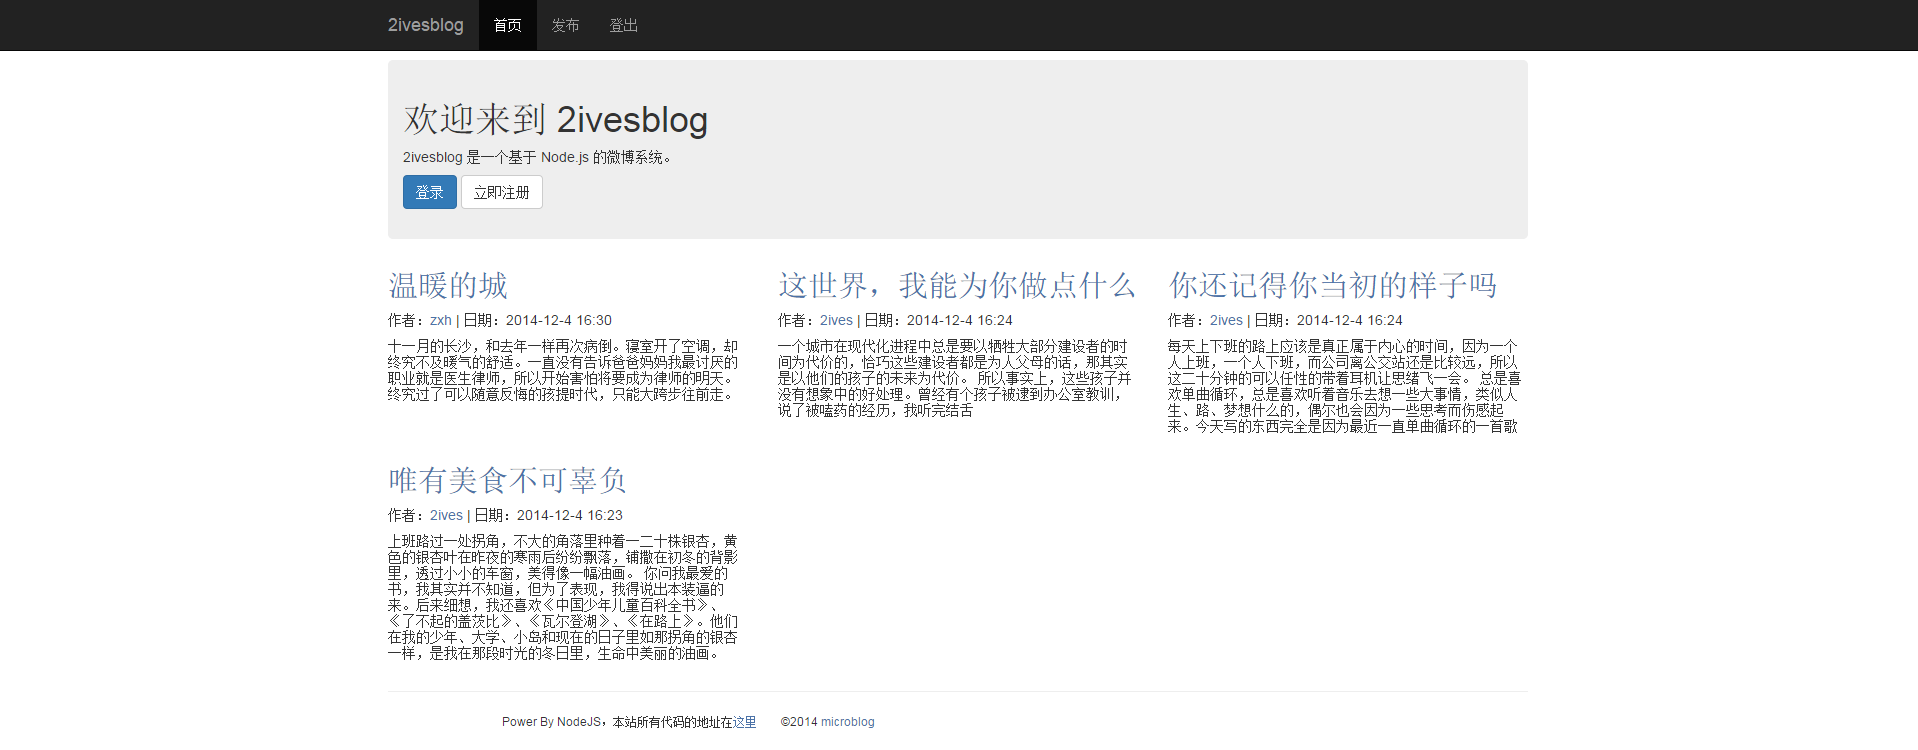 2ivesblog 首页 发布 登出
欢迎来到 2ivesblog
2ivesblog 是一个基于 Node.js 的微博系统。
登录 立即注册
温暖的城
作者：zxh | 日期：2014-12-4 16:30
十一月的长沙，和去年一样再次病倒。寝室开了空调，却
终究不及暖气的舒适。一直没有告诉爸爸妈妈我最讨厌的
职业就是医生律师，所以开始害怕将要成为律师的明天。
终究过了可以随意反悔的孩提时代，只能大跨步往前走。
这世界，我能为你做点什么
作者：2ives | 日期：2014-12-4 16:24
一个城市在现代化进程中总是要以牺牲大部分建设者的时
间为代价的，恰巧这些建设者都是为人父母的话，那其实
是以他们的孩子的未来为代价。 所以事实上，这些孩子并
没有想象中的好处理。曾经有个孩子被逮到办公室教训，
说了被嗑药的经历，我听完结舌
你还记得你当初的样子吗
作者：2ives | 日期：2014-12-4 16:24
每天上下班的路上应该是真正属于内心的时间，因为一个
人上班，一个人下班，而公司离公交站还是比较远，所以
这二十分钟的可以任性的带着耳机让思绪飞一会。 总是喜
欢单曲循环，总是喜欢听着音乐去想一些大事情，类似人
生、路、梦想什么的，偶尔也会因为一些思考而伤感起
来。今天写的东西完全是因为最近一直单曲循环的一首歌
唯有美食不可辜负
作者：2ives | 日期：2014-12-4 16:23
上班路过一处拐角，不大的角落里种着一二十株银杏，黄
色的银杏叶在昨夜的寒雨后纷纷飘落，铺撒在初冬的背影
里，透过小小的车窗，美得像一幅油画。 你问我最爱的
书，我其实并不知道，但为了表现，我得说出本装逼的
来。后来细想，我还喜欢《中国少年儿童百科全书》、
《了不起的盖茨比》、《瓦尔登湖》、《在路上》。他们
在我的少年、大学、小岛和现在的日子里如那拐角的银杏
一样，是我在那段时光的冬日里，生命中美丽的油画。
Power By NodeJS，本站所有代码的地址在这里 ©2014 microblog